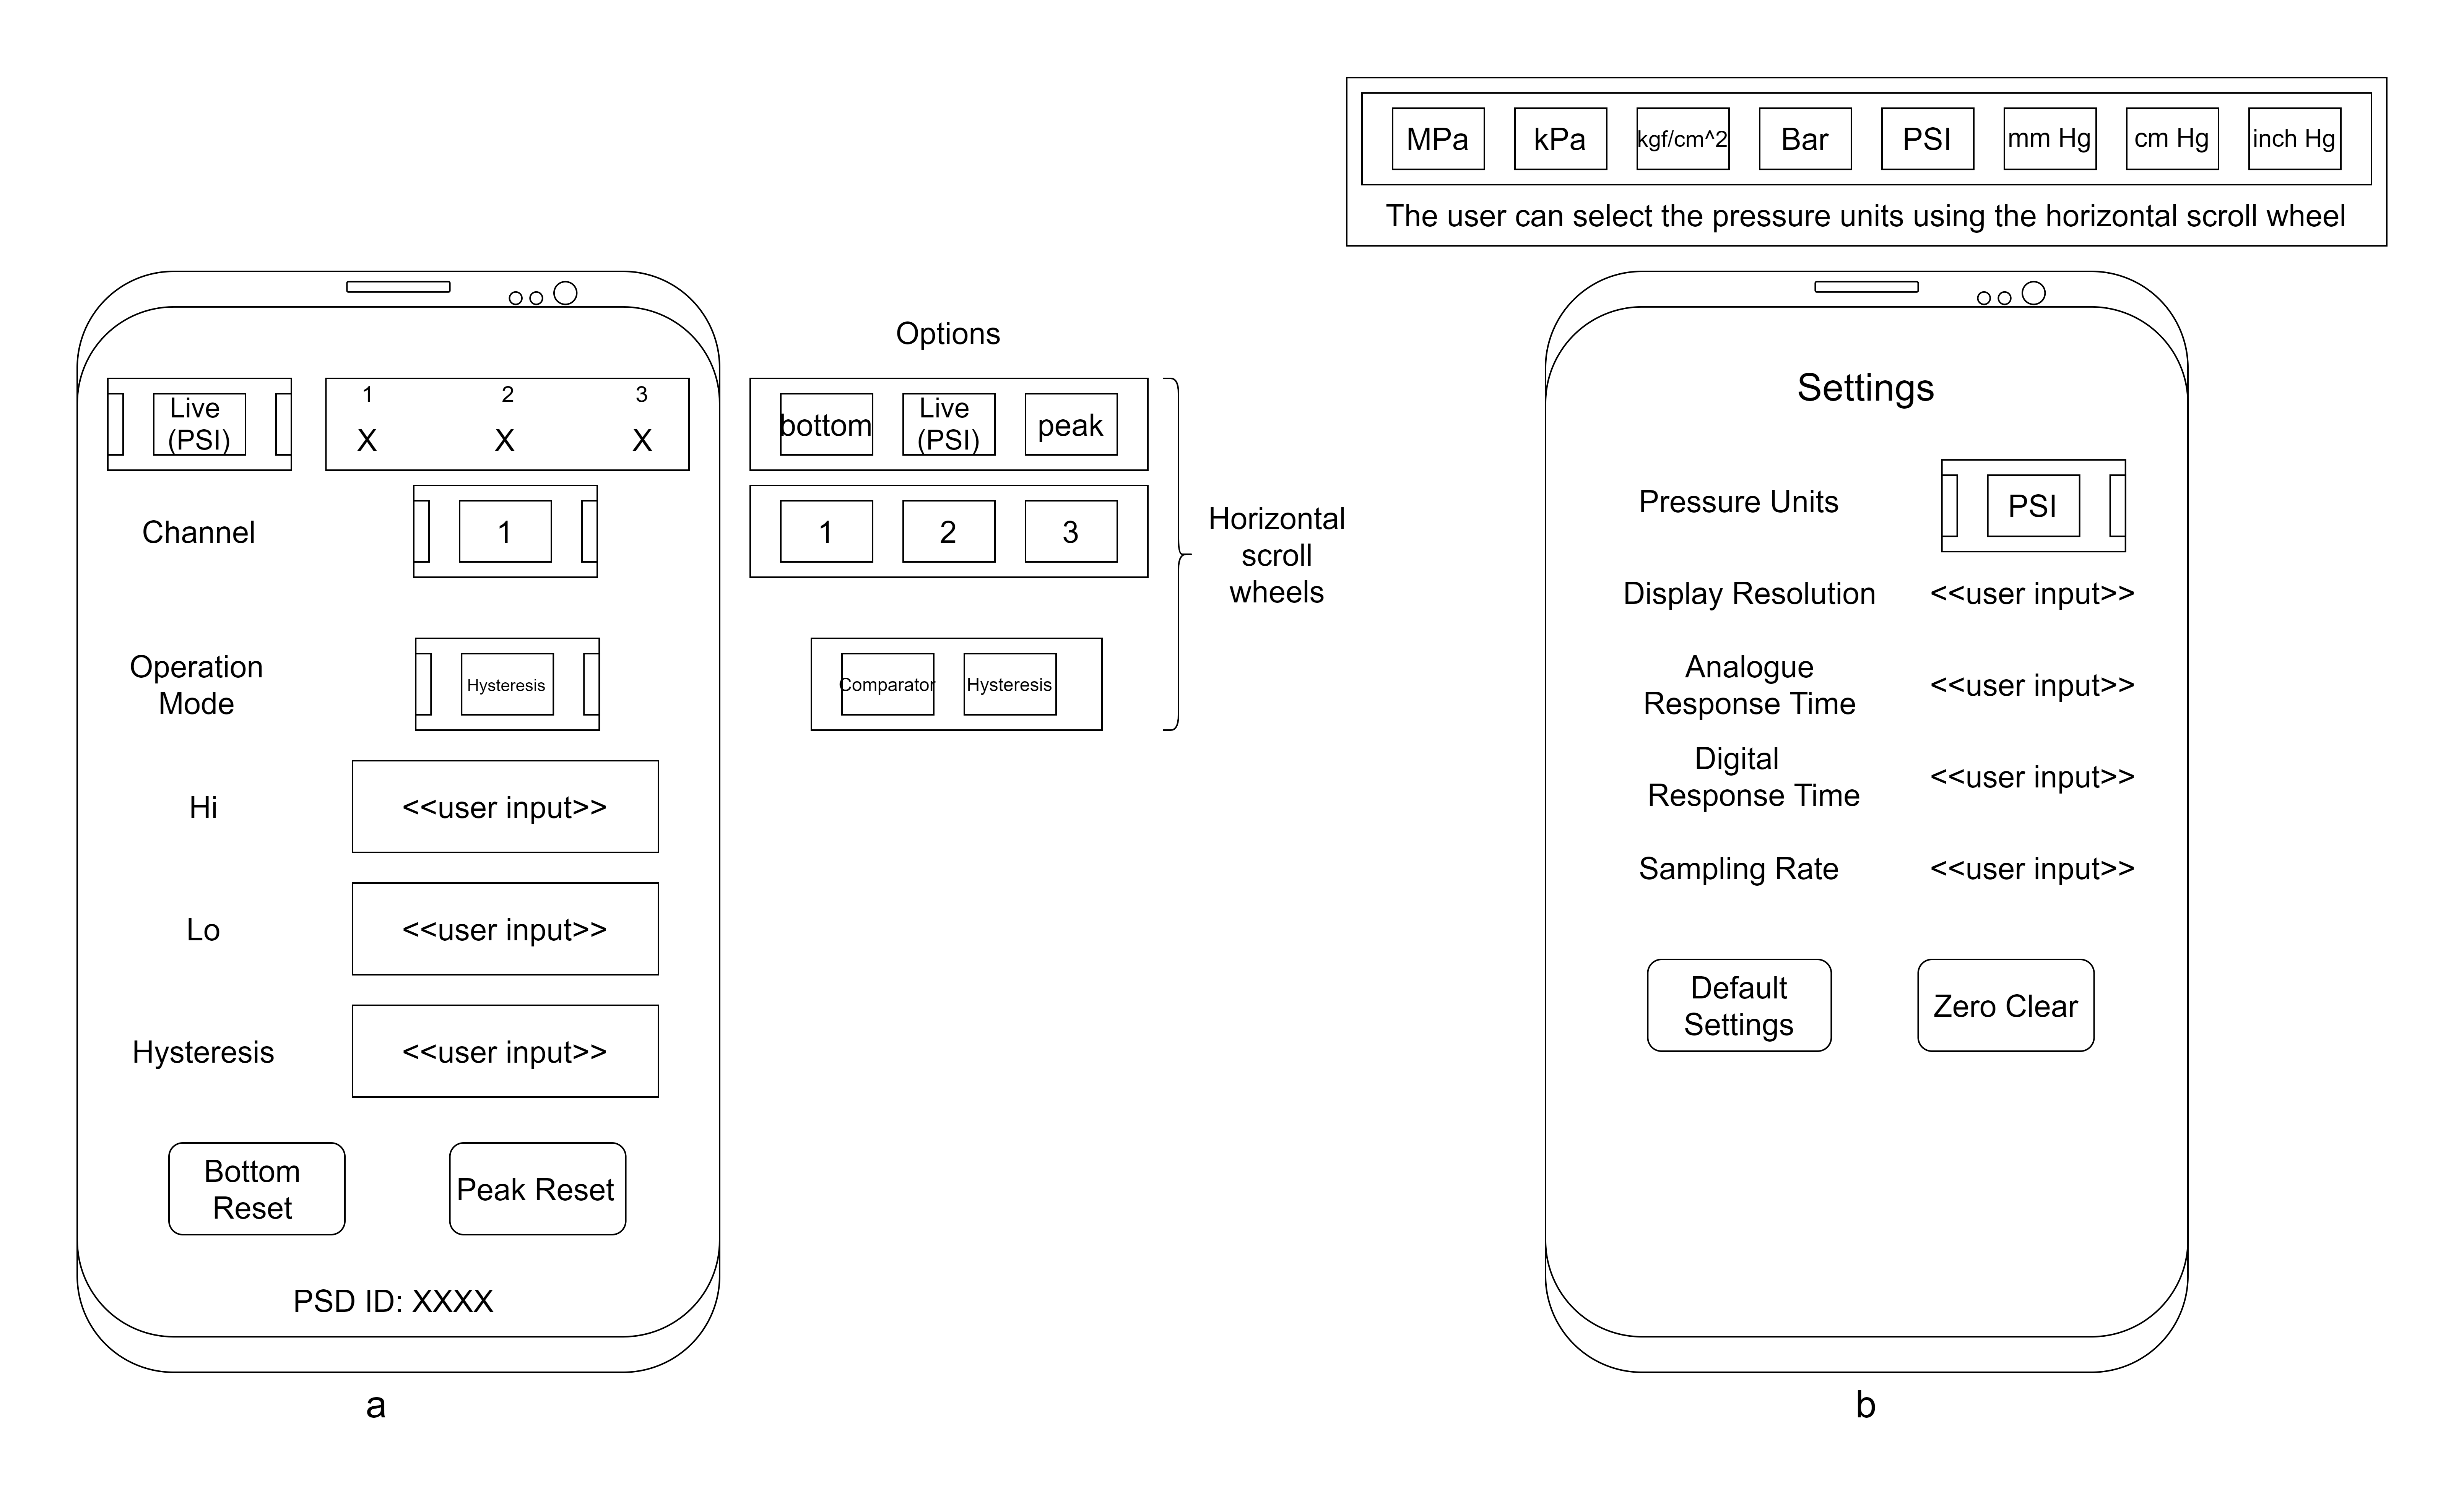 MPa kPa kgf/cm^2 Bar PSI mm Hg cm Hg inch Hg
The user can select the pressure units using the horizontal scroll wheel
Options
Live
(PSI)
1 2 3
X X X
bottom
Live
(PSI)
peak
Channel
1
1 2 3
Horizontal
scroll
wheels
Operation
Mode
Hysteresis
Comparator Hysteresis
Hi
<<user input>>
Lo
<<user input>>
Hysteresis
<<user input>>
Bottom
Reset
Peak Reset
PSD ID: XXXX
a
Settings
Pressure Units
PSI
Display Resolution
<<user input>>
Analogue
Response Time
<<user input>>
Digital
Response Time
<<user input>>
Sampling Rate
<<user input>>
Default
Settings
Zero Clear
b